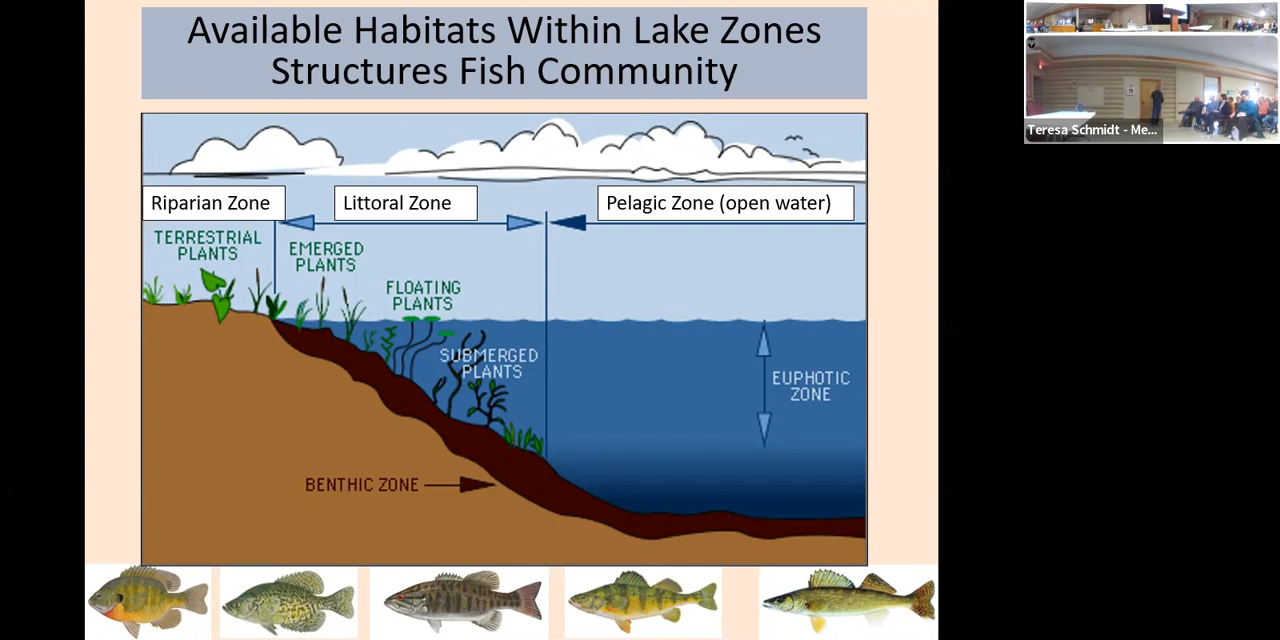 Available Habitats Within Lake Zones
Structures Fish Community
Riparian Zone
Littoral Zone
Pelagic Zone (open water)
TERRESTRIAL
PLANTS
EMERGED
PLANTS
FLOATING
PLANTS
SUBMERGED
PLANTS
EUPHOTIC
ZONE
BENTHIC ZONE
Teresa Schmidt - Me...